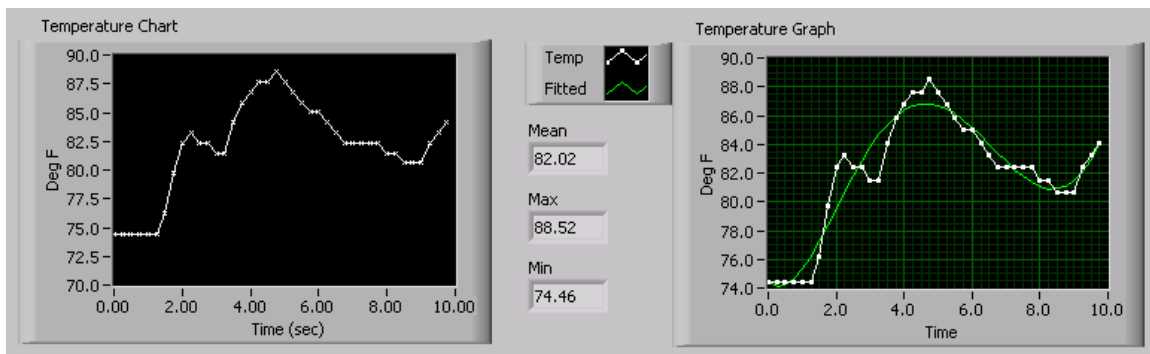 Temperature Chart
90.0
87.5
85.0
82.5
80.0
77.5
75.0
72.5
70.0
Deg F
0.00 2.00 4.00 6.00 8.00 10.00
Time (sec)
Temp
Fitted
Mean
82.02
Max
88.52
Min
74.46
Temperature Graph
90.0
88.0
86.0
84.0
82.0
80.0
78.0
76.0
74.0
Deg F
0.0 2.0 4.0 6.0 8.0 10.0
Time